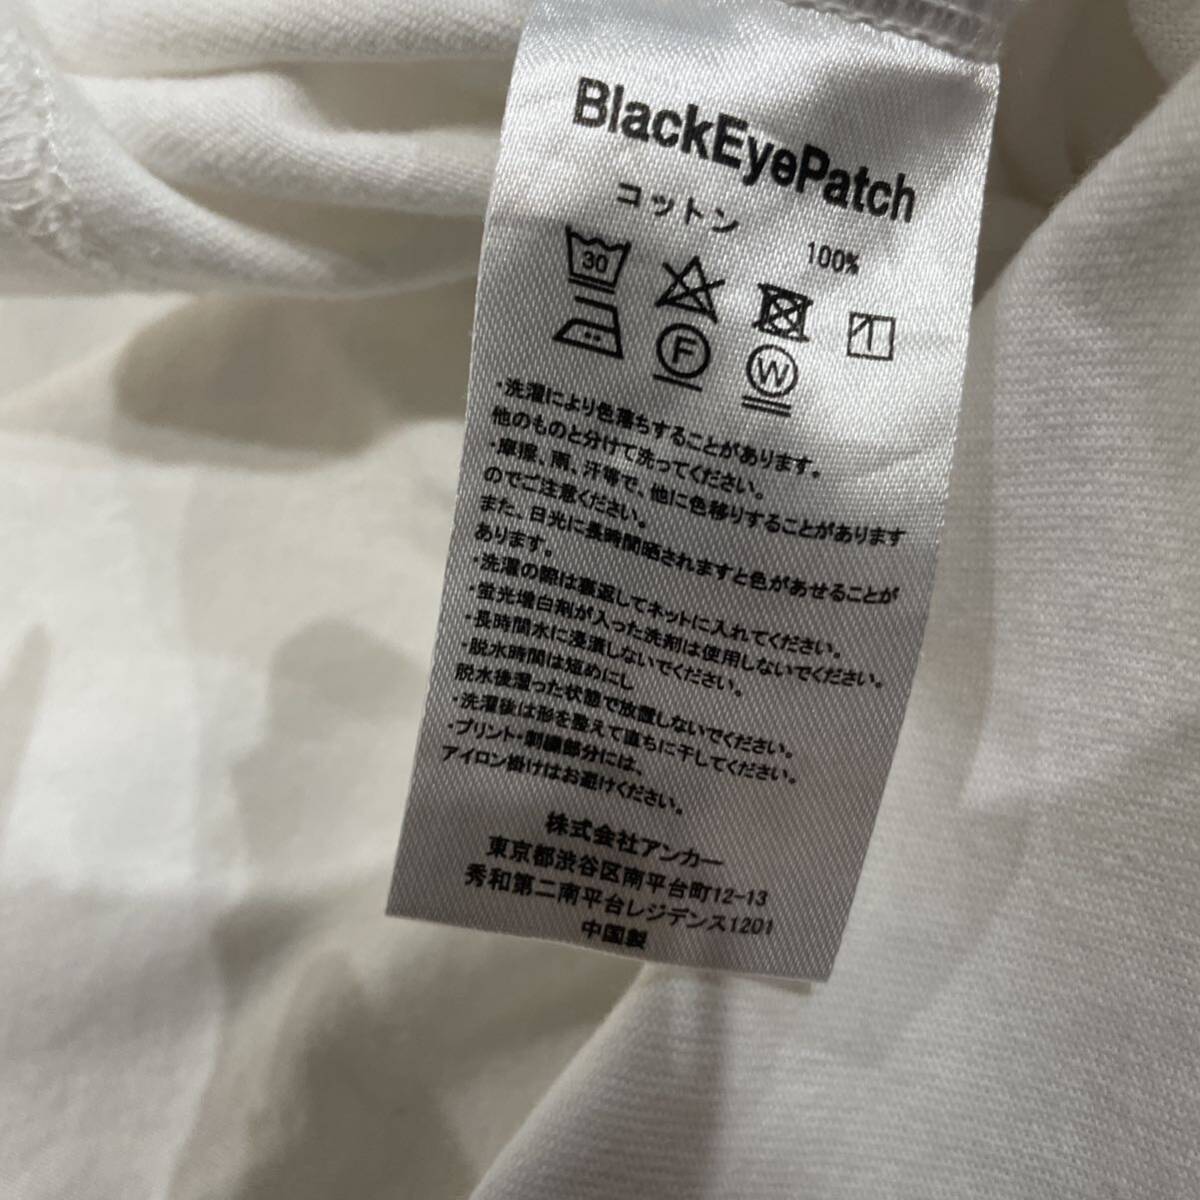 BlackEyePatch
コットン 100%
30
F
W
・洗濯により色落ちすることがあります。
他のものと分けて洗ってください。
・摩擦、雨、汗等で、他に色移りすることがあります
のでご注意ください。
また、日光に長時間晒されますと色があせることが
あります。
・洗濯の際は裏返してネットに入れてください。
・蛍光増白剤が入った洗剤は使用しないでください。
・長時間水に浸漬しないでください。
・脱水時間は短めにし
脱水後湿った状態で放置しないでください。
・洗濯後は形を整えて直ちに干してください。
・プリント・刺繍部分には、
アイロン掛けはお避けください。
株式会社アンカー
東京都渋谷区南平台町12-13
秀和第二南平台レジデンス1201
中国製